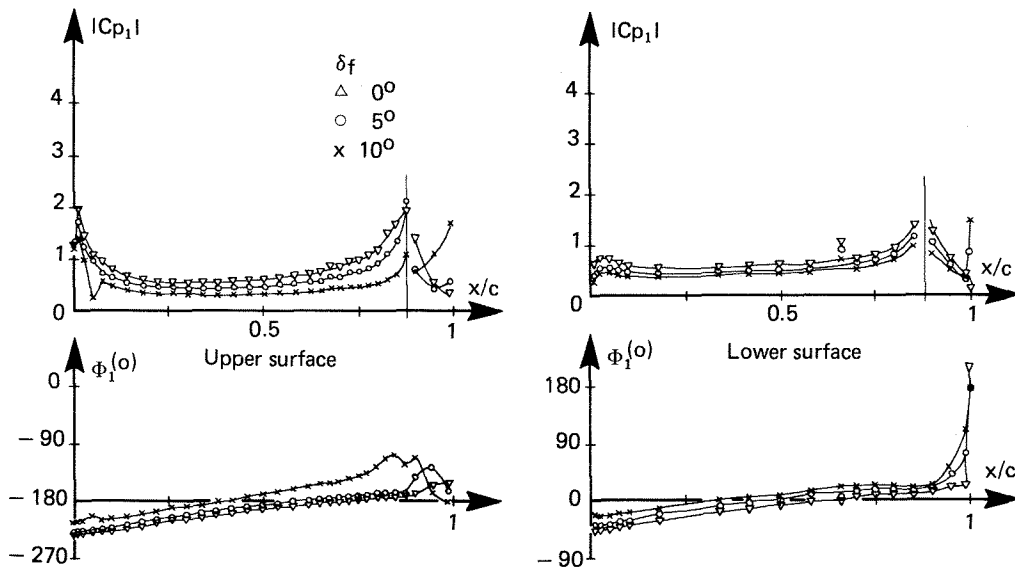 |Cp₁|
δf
△ 0°
○ 5°
× 10°
4
3
2
1
0
0.5
1
x/c
Upper surface
|Cp₁|
4
3
2
1
0
0.5
1
x/c
Lower surface
Φ₁(o)
0
− 90
− 180
− 270
1
Φ₁(o)
180
90
0
− 90
x/c
1